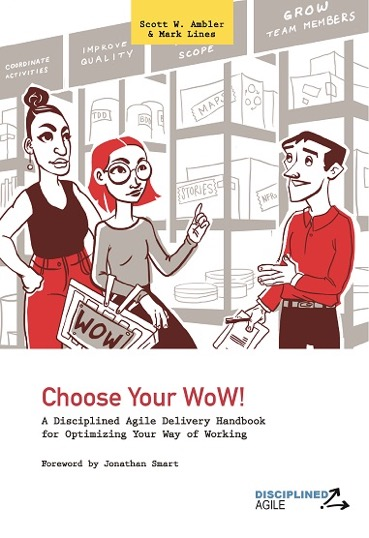 Scott W. Ambler
& Mark Lines
COORDINATE
ACTIVITIES
IMPROVE
QUALITY
SCOPE
GROW
TEAM MEMBERS
TDD
MAPS
STORIES
WOW
Choose Your WoW!
A Disciplined Agile Delivery Handbook
for Optimizing Your Way of Working
Foreword by Jonathan Smart
DISCIPLINED
AGILE